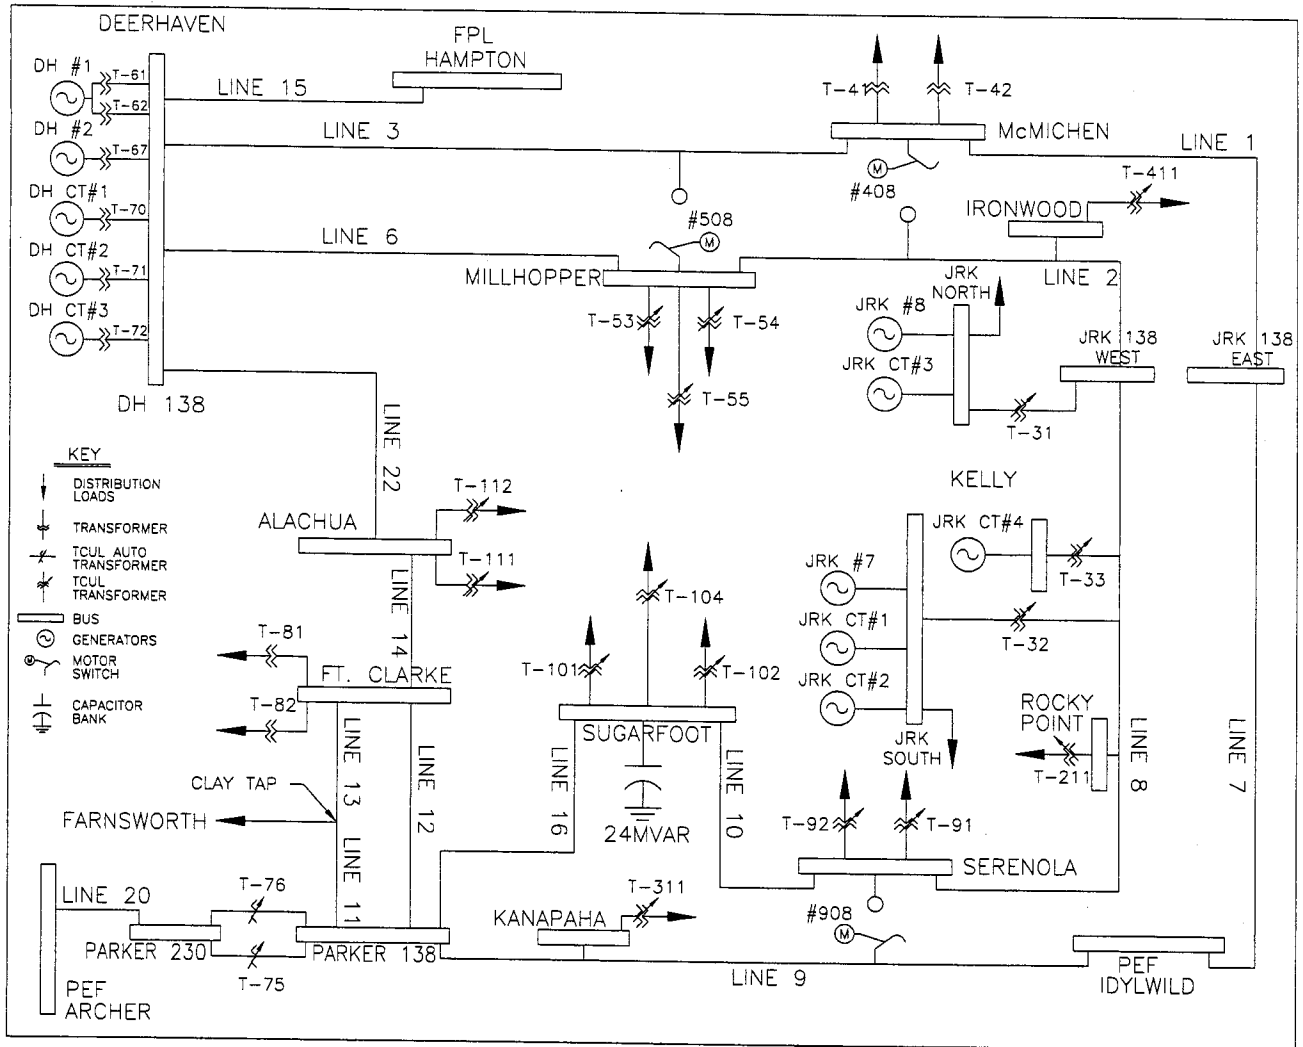 DEERHAVEN
FPL
HAMPTON
DH #1
T-61
T-62
LINE 15
T-41
T-42
DH #2
T-67
LINE 3
McMICHEN
LINE 1
#408
T-411
DH CT#1
T-70
IRONWOOD
#508
DH CT#2
T-71
LINE 6
MILLHOPPER
LINE 2
JRK
NORTH
DH CT#3
T-72
T-53
T-54
JRK #8
JRK 138
WEST
JRK 138
EAST
JRK CT#3
T-55
T-31
DH 138
LINE 22
KELLY
KEY
DISTRIBUTION
LOADS
TRANSFORMER
TCUL AUTO
TRANSFORMER
TCUL
TRANSFORMER
BUS
GENERATORS
MOTOR
SWITCH
CAPACITOR
BANK
T-112
ALACHUA
T-111
LINE 14
JRK CT#4
T-33
JRK #7
T-104
JRK CT#1
T-32
T-81
FT. CLARKE
T-101
T-102
JRK CT#2
T-82
SUGARFOOT
JRK
SOUTH
ROCKY
POINT
T-211
LINE 8
LINE 7
LINE 13
LINE 12
LINE 16
LINE 10
CLAY TAP
FARNSWORTH
24MVAR
T-92
T-91
LINE 11
SERENOLA
LINE 20
T-76
T-311
KANAPAHA
#908
PARKER 230
PARKER 138
T-75
LINE 9
PEF
IDYLWILD
PEF
ARCHER
M
M
M
M